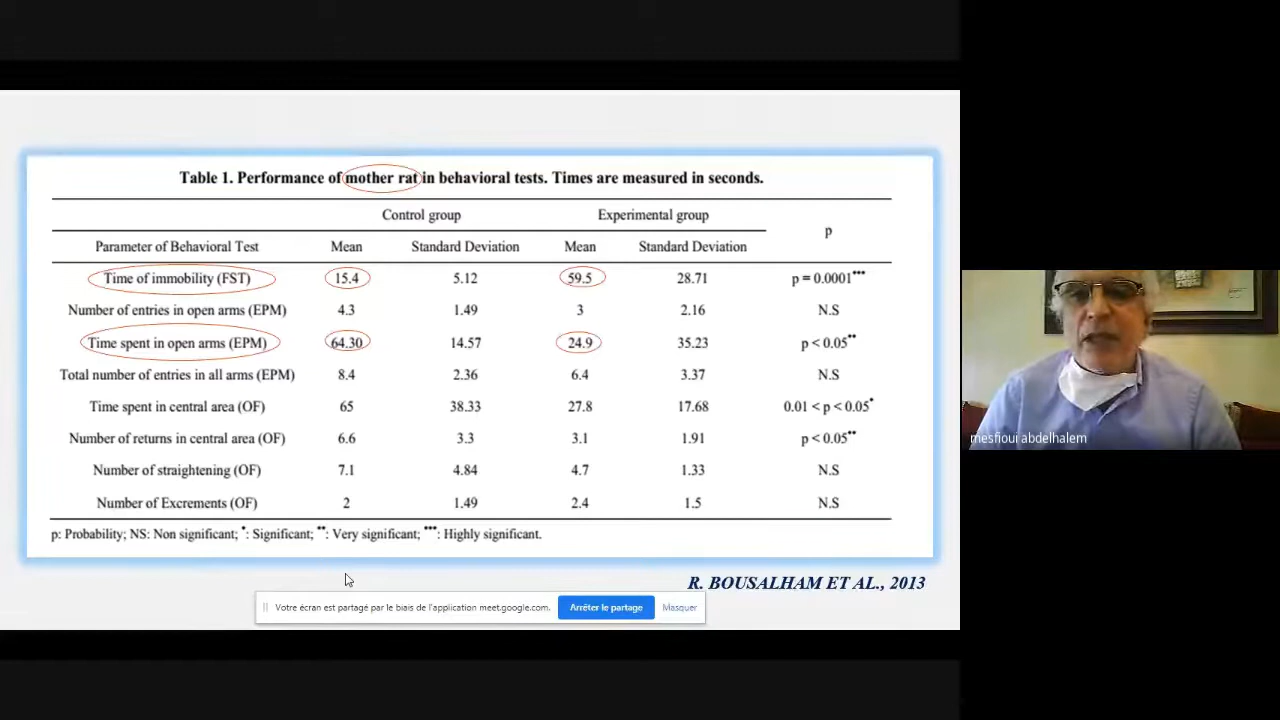 Table 1. Performance of mother rat in behavioral tests. Times are measured in seconds.
Control group Experimental group p
Parameter of Behavioral Test Mean Standard Deviation Mean Standard Deviation
Time of immobility (FST) 15.4 5.12 59.5 28.71 p = 0.0001***
Number of entries in open arms (EPM) 4.3 1.49 3 2.16 N.S
Time spent in open arms (EPM) 64.30 14.57 24.9 35.23 p < 0.05**
Total number of entries in all arms (EPM) 8.4 2.36 6.4 3.37 N.S
Time spent in central area (OF) 65 38.33 27.8 17.68 0.01 < p < 0.05*
Number of returns in central area (OF) 6.6 3.3 3.1 1.91 p < 0.05**
Number of straightening (OF) 7.1 4.84 4.7 1.33 N.S
Number of Excrements (OF) 2 1.49 2.4 1.5 N.S
p: Probability; NS: Non significant; *: Significant; **: Very significant; ***: Highly significant.
R. BOUSALHAM ET AL., 2013
Votre écran est partagé par le biais de l'application meet.google.com. Arrêter le partage Masquer
mesfioui abdelhalem